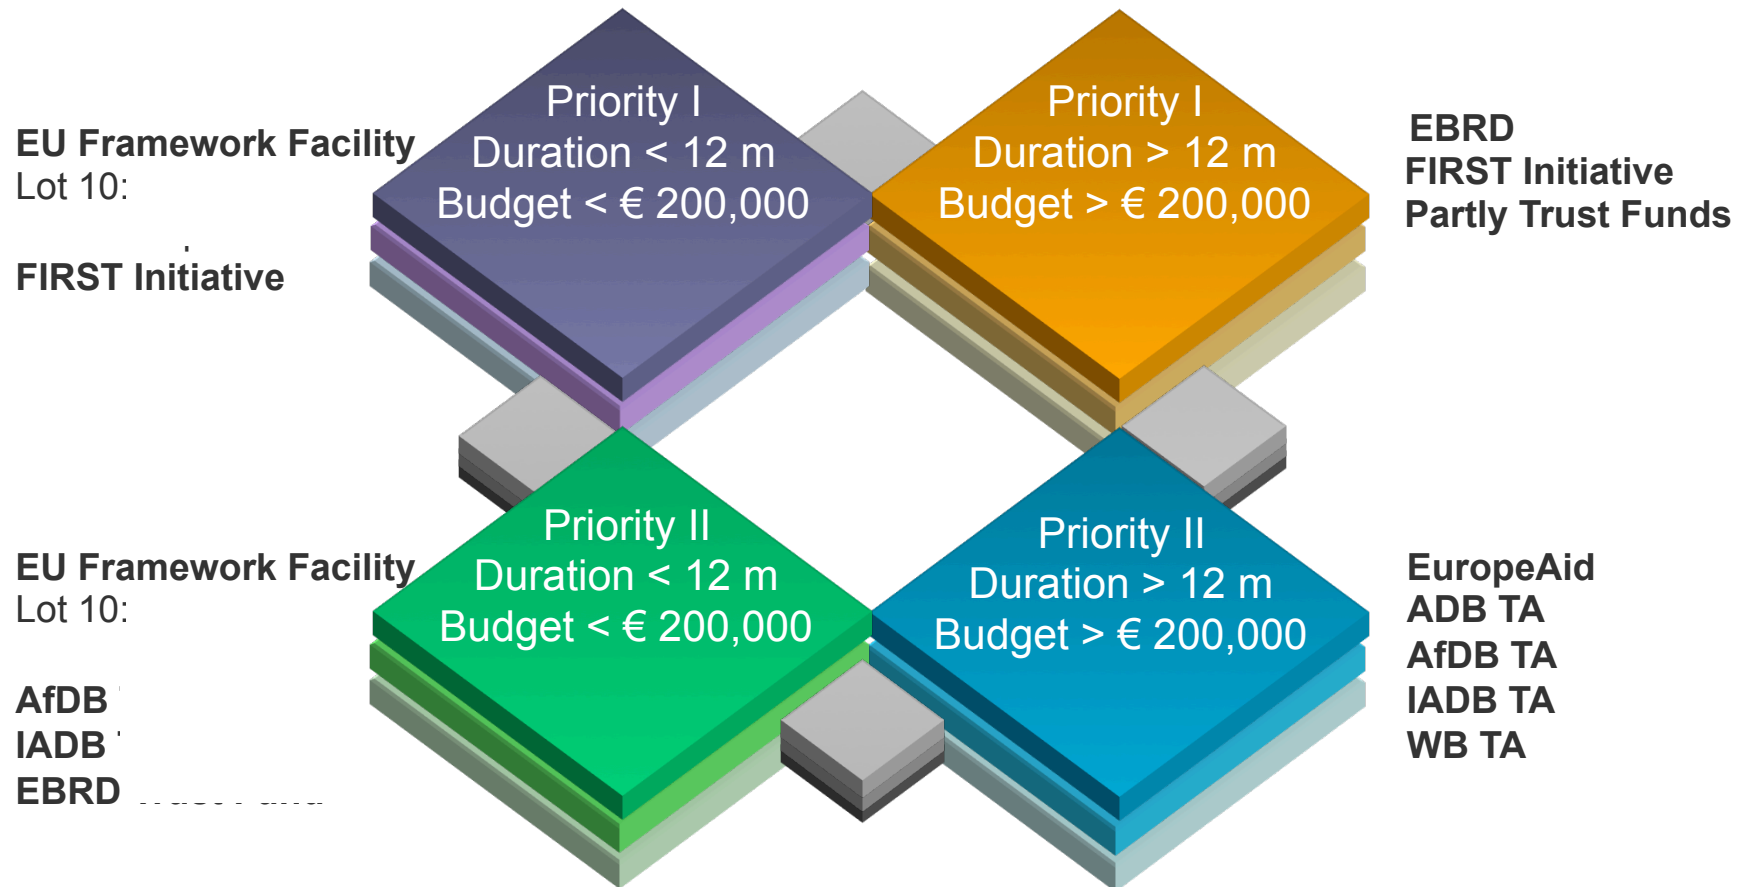 EU Framework Facility
Lot 10:
FIRST Initiative
Priority I
Duration < 12 m
Budget < € 200,000
Priority I
Duration > 12 m
Budget > € 200,000
EBRD
FIRST Initiative
Partly Trust Funds
EU Framework Facility
Lot 10:
AfDB
IADB
EBRD
Priority II
Duration < 12 m
Budget < € 200,000
Priority II
Duration > 12 m
Budget > € 200,000
EuropeAid
ADB TA
AfDB TA
IADB TA
WB TA